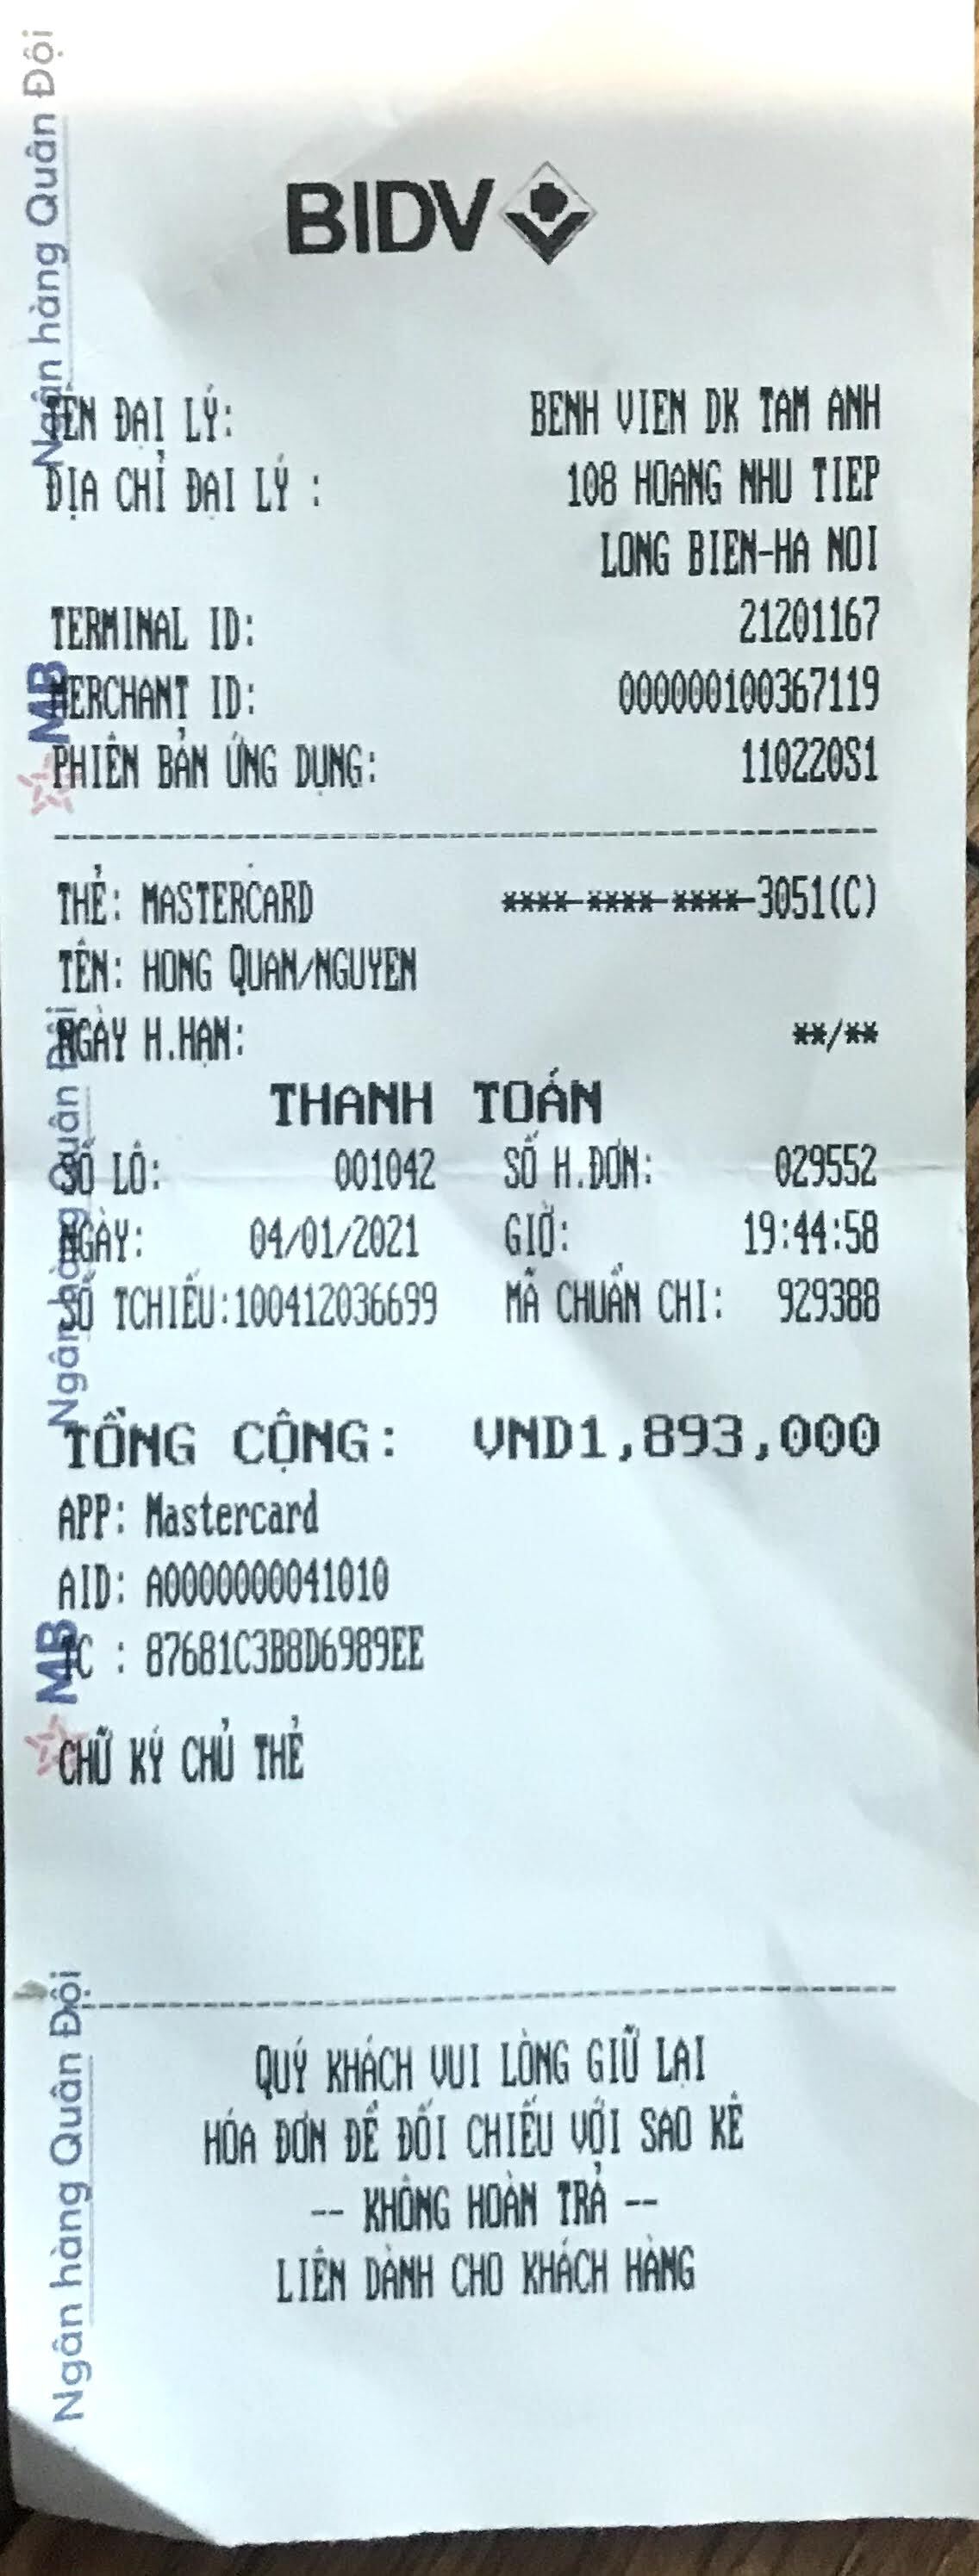 BIDV
TÊN ĐẠI LÝ: BENH VIEN DK TAM ANH
ĐỊA CHỈ ĐẠI LÝ : 108 HOANG NHU TIEP
LONG BIEN-HA NOI
TERMINAL ID: 21201167
MERCHANT ID: 000000100367119
PHIÊN BẢN ỨNG DỤNG: 110220S1
THẺ: MASTERCARD **** **** **** 3051(C)
TÊN: HONG QUAN/NGUYEN
NGÀY H.HẠN: **/**
THANH TOÁN
SỐ LÔ: 001042 SỐ H.ĐƠN: 029552
NGÀY: 04/01/2021 GIỜ: 19:44:58
SỐ TCHIẾU:100412036699 MÃ CHUẨN CHI: 929388
TỔNG CỘNG: VND1,893,000
APP: Mastercard
AID: A0000000041010
TC : 87681C3B8D6989EE
CHỮ KÝ CHỦ THẺ
QUÝ KHÁCH VUI LÒNG GIỮ LẠI
HÓA ĐƠN ĐỂ ĐỐI CHIẾU VỚI SAO KÊ
-- KHÔNG HOÀN TRẢ --
LIÊN DÀNH CHO KHÁCH HÀNG
Ngân hàng Quân Đội
MB
Ngân hàng Quân Đội
MB
Ngân hàng Quân Đội